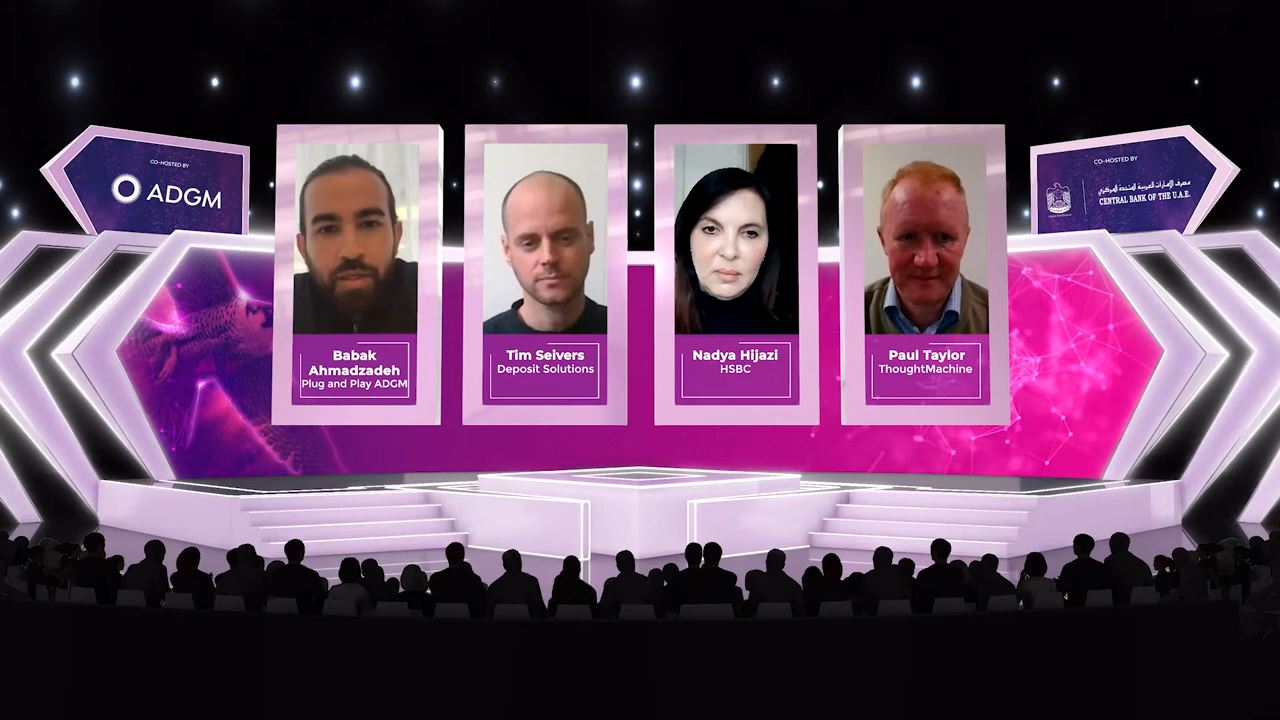 CO-HOSTED BY
ADGM
CO-HOSTED BY
مصرف الإمارات العربية المتحدة المركزي
CENTRAL BANK OF THE U.A.E.
Babak
Ahmadzadeh
Plug and Play ADGM
Tim Seivers
Deposit Solutions
Nadya Hijazi
HSBC
Paul Taylor
ThoughtMachine